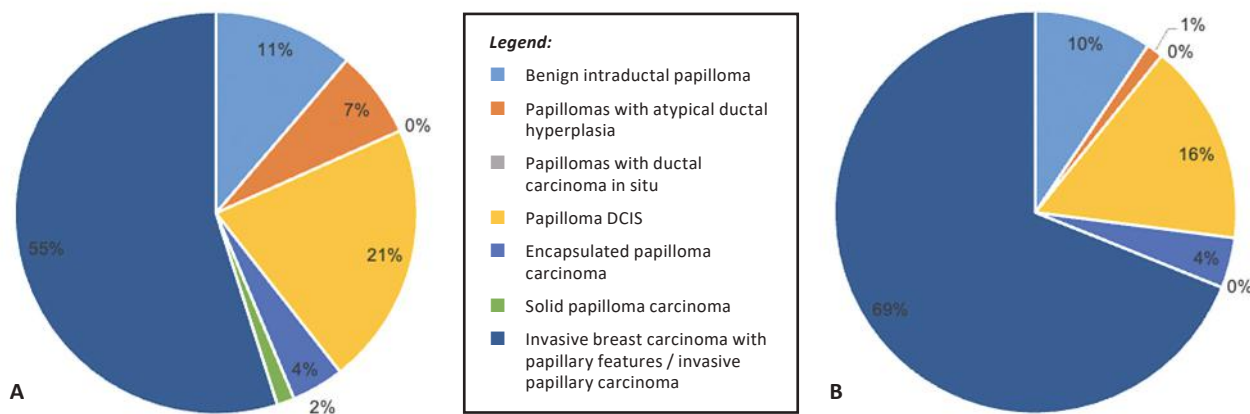 11%
7%
0%
21%
4%
2%
55%
A
Legend:
Benign intraductal papilloma
Papillomas with atypical ductal
hyperplasia
Papillomas with ductal
carcinoma in situ
Papilloma DCIS
Encapsulated papilloma
carcinoma
Solid papilloma carcinoma
Invasive breast carcinoma with
papillary features / invasive
papillary carcinoma
10%
1%
0%
16%
4%
0%
69%
B